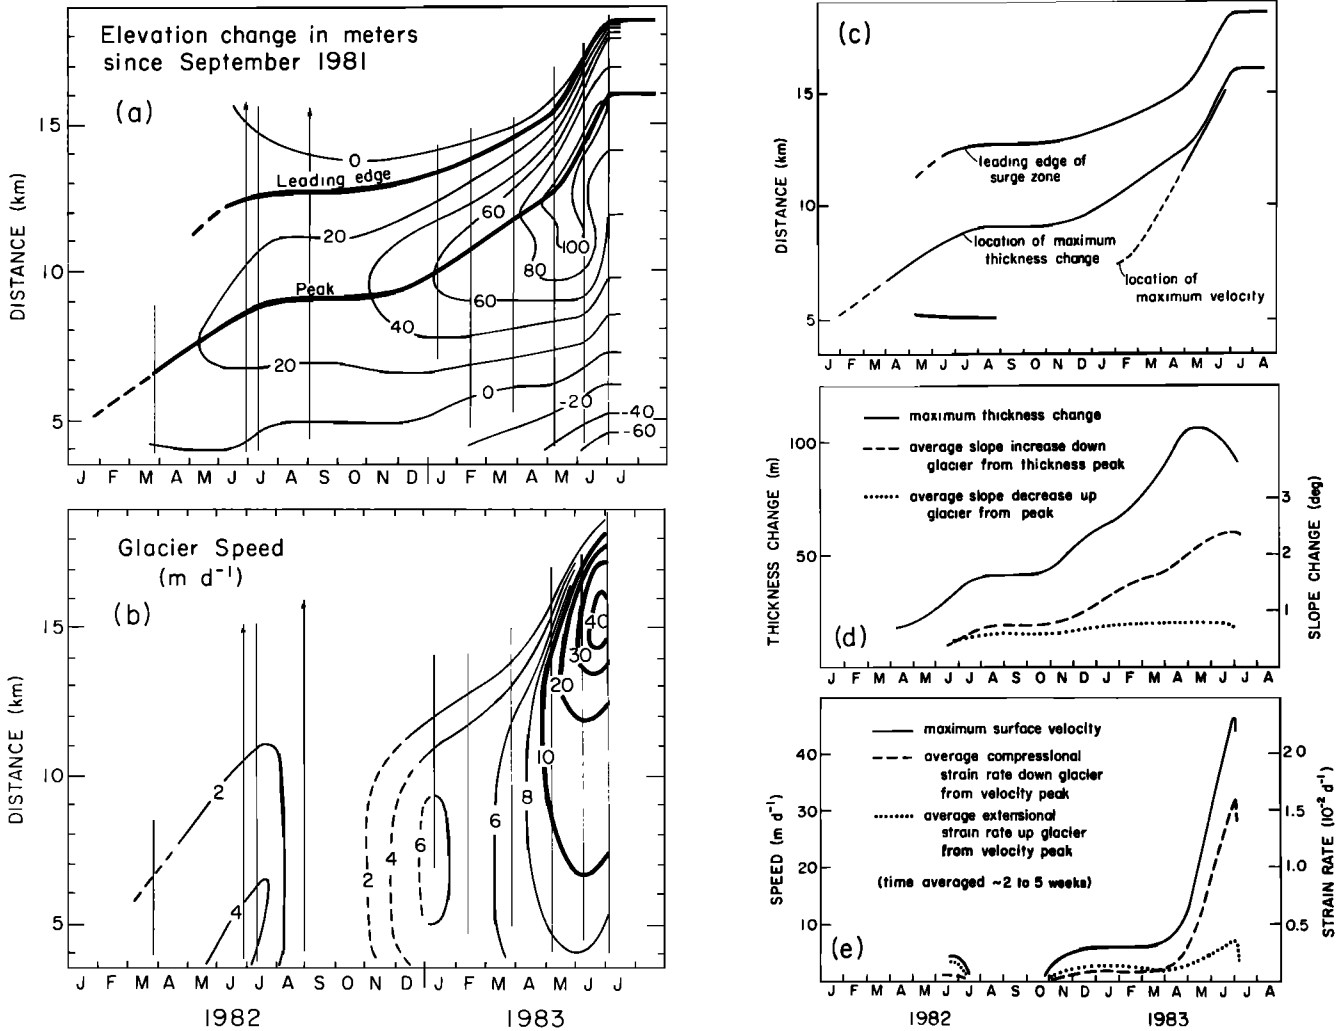 Elevation change in meters
since September 1981
(a)
15
10
5
DISTANCE (km)
0
Leading edge
20
60
100
80
Peak
60
40
20
0
-20
-40
-60
J F M A M J J A S O N D J F M A M J J
Glacier Speed
(m d⁻¹)
(b)
15
10
5
DISTANCE (km)
2
4
2
4
6
6
8
10
20
30
40
J F M A M J J A S O N D J F M A M J J
1982
1983
(c)
15
10
5
DISTANCE (km)
leading edge of
surge zone
location of maximum
thickness change
location of
maximum velocity
J F M A M J J A S O N D J F M A M J J A
maximum thickness change
average slope increase down
glacier from thickness peak
average slope decrease up
glacier from peak
100
50
THICKNESS CHANGE (m)
3
2
1
SLOPE CHANGE (deg)
(d)
J F M A M J J A S O N D J F M A M J J A
maximum surface velocity
average compressional
strain rate down glacier
from velocity peak
average extensional
strain rate up glacier
from velocity peak
(time averaged ~2 to 5 weeks)
40
30
20
10
SPEED (m d⁻¹)
2.0
1.5
1.0
0.5
STRAIN RATE (10⁻² d⁻¹)
(e)
J F M A M J J A S O N D J F M A M J J A
1982
1983